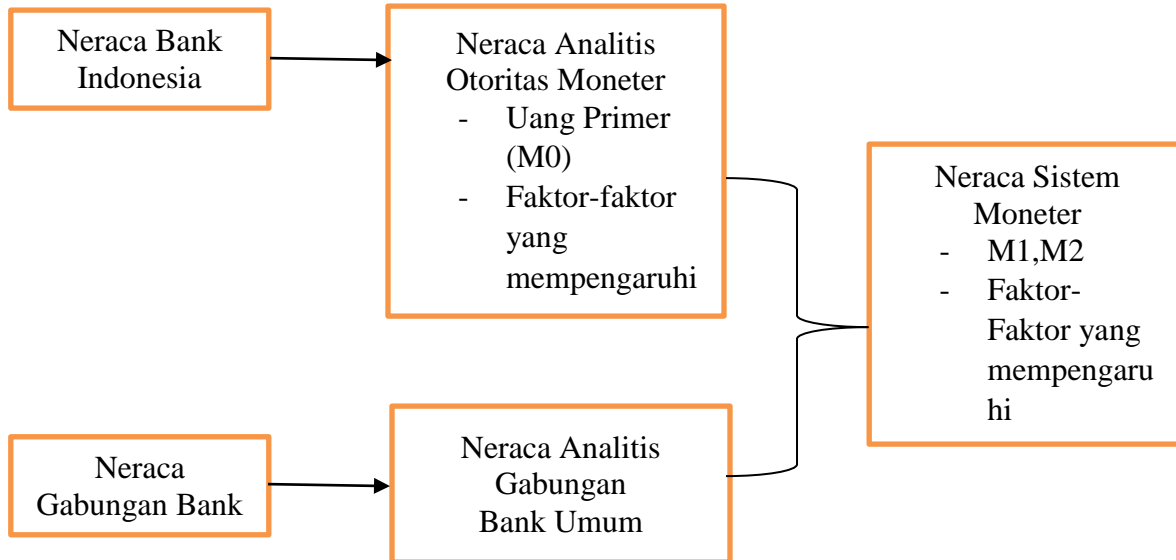 Neraca Bank
Indonesia
Neraca Analitis
Otoritas Moneter
- Uang Primer
(M0)
- Faktor-faktor
yang
mempengaruhi
Neraca Sistem
Moneter
- M1,M2
- Faktor-
Faktor yang
mempengaru
hi
Neraca
Gabungan Bank
Neraca Analitis
Gabungan
Bank Umum